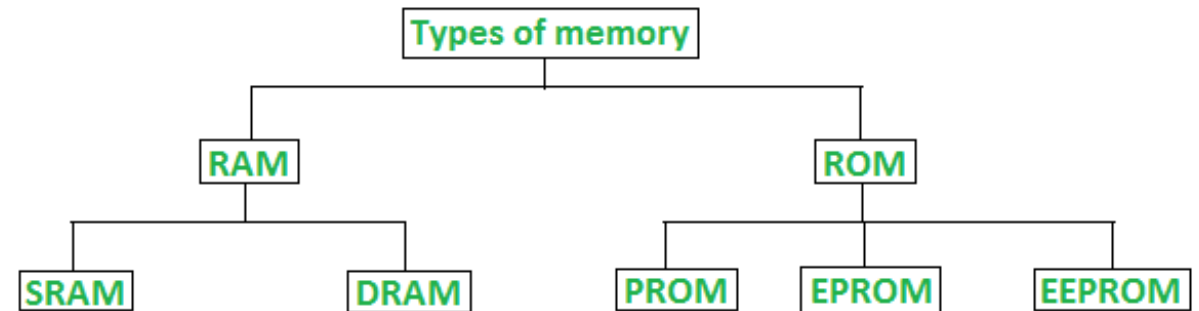 Types of memory
RAM
ROM
SRAM
DRAM
PROM
EPROM
EEPROM